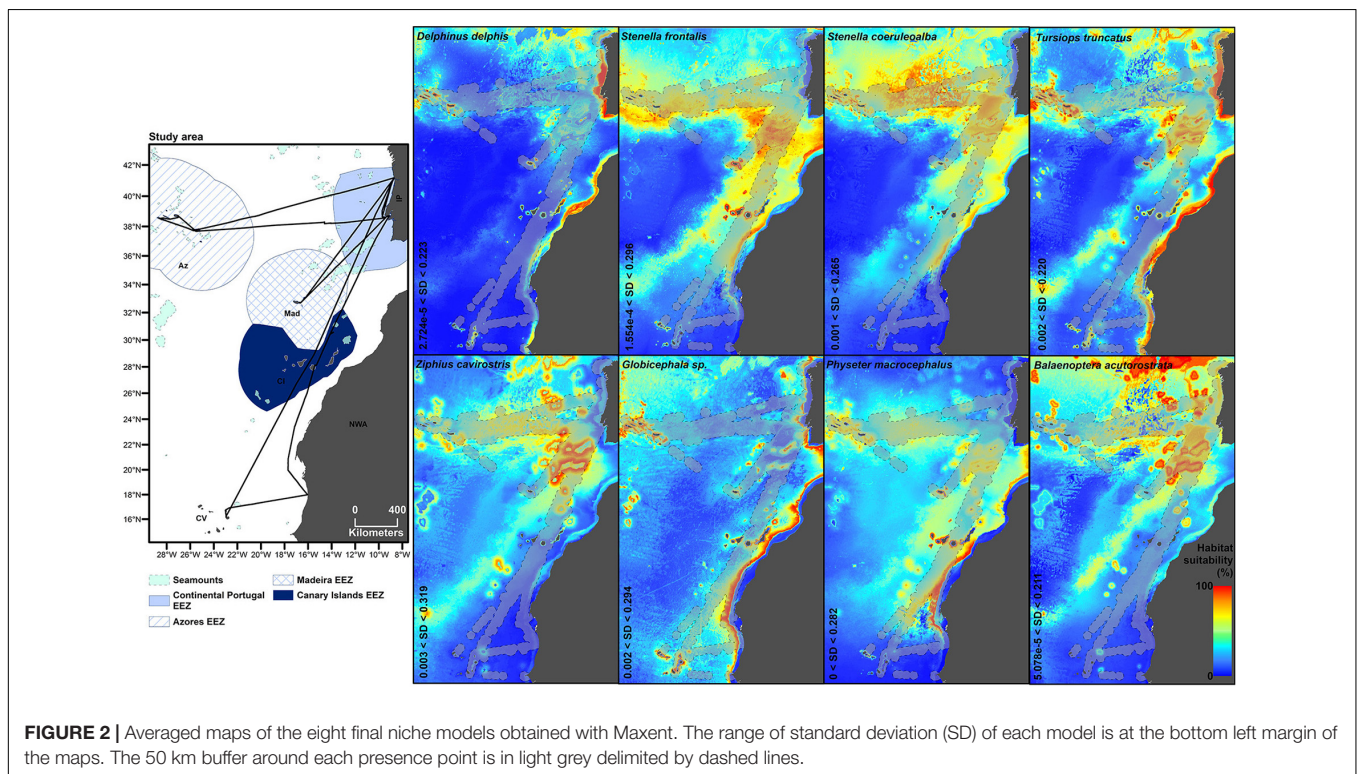 Study area
42°N
40°N
38°N
36°N
34°N
32°N
30°N
28°N
26°N
24°N
22°N
20°N
18°N
16°N
28°W 26°W 24°W 22°W 20°W 18°W 16°W 14°W 12°W 10°W 8°W
IP
Az
Mad
CI
NWA
CV
0 400
Kilometers
Seamounts
Continental Portugal
EEZ
Azores EEZ
Madeira EEZ
Canary Islands EEZ
Delphinus delphis
2.724e-5 < SD < 0.223
Stenella frontalis
1.554e-4 < SD < 0.296
Stenella coeruleoalba
0.001 < SD < 0.265
Tursiops truncatus
0.002 < SD < 0.220
Ziphius cavirostris
0.003 < SD < 0.319
Globicephala sp.
0.002 < SD < 0.294
Physeter macrocephalus
0 < SD < 0.282
Balaenoptera acutorostrata
5.078e-5 < SD < 0.211
Habitat
suitability
(%)
100
0
FIGURE 2 | Averaged maps of the eight final niche models obtained with Maxent. The range of standard deviation (SD) of each model is at the bottom left margin of
the maps. The 50 km buffer around each presence point is in light grey delimited by dashed lines.